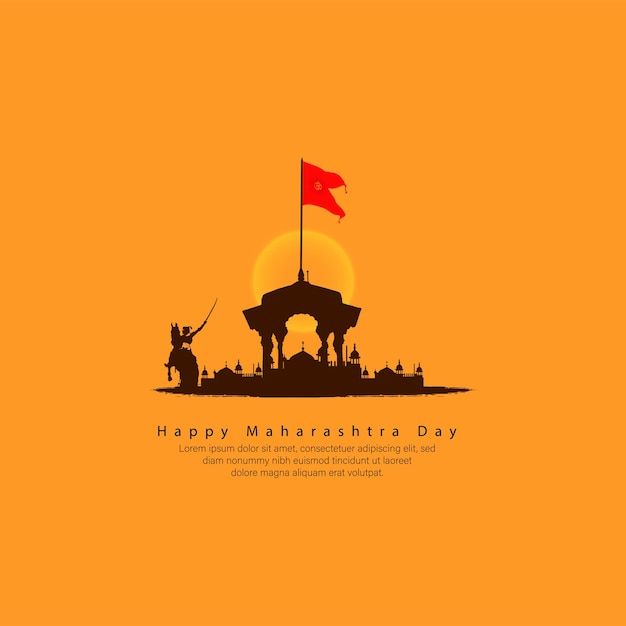 Happy Maharashtra Day
Lorem ipsum dolor sit amet, consectetuer adipiscing elit, sed
diam nonummy nibh euismod tincidunt ut laoreet
dolore magna aliquam erat volutpat.